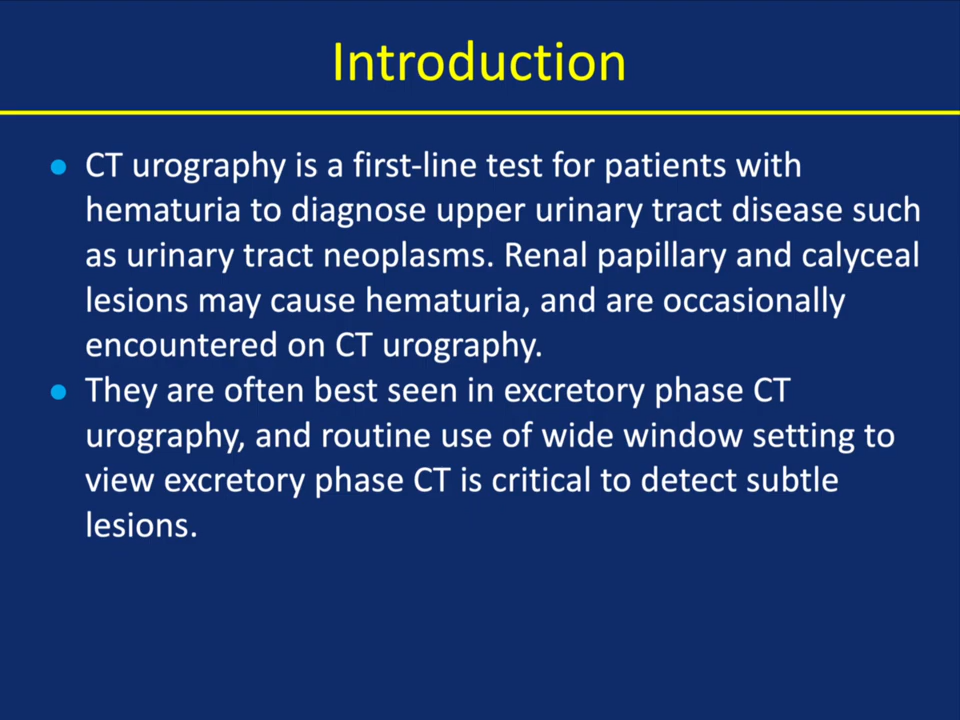 Introduction
● CT urography is a first-line test for patients with
hematuria to diagnose upper urinary tract disease such
as urinary tract neoplasms. Renal papillary and calyceal
lesions may cause hematuria, and are occasionally
encountered on CT urography.
● They are often best seen in excretory phase CT
urography, and routine use of wide window setting to
view excretory phase CT is critical to detect subtle
lesions.